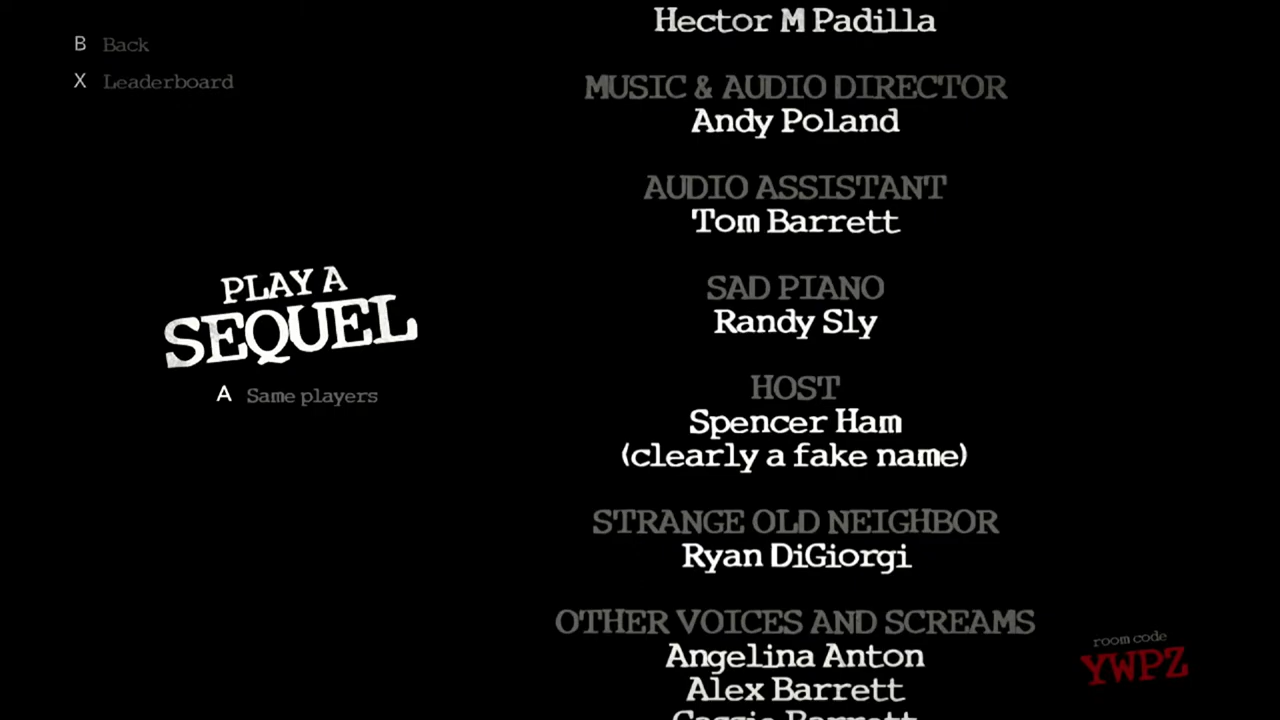 B Back
X Leaderboard
PLAY A
SEQUEL
A Same players
Hector M Padilla
MUSIC & AUDIO DIRECTOR
Andy Poland
AUDIO ASSISTANT
Tom Barrett
SAD PIANO
Randy Sly
HOST
Spencer Ham
(clearly a fake name)
STRANGE OLD NEIGHBOR
Ryan DiGiorgi
OTHER VOICES AND SCREAMS
Angelina Anton
Alex Barrett
Barrett
room code
YWPZ